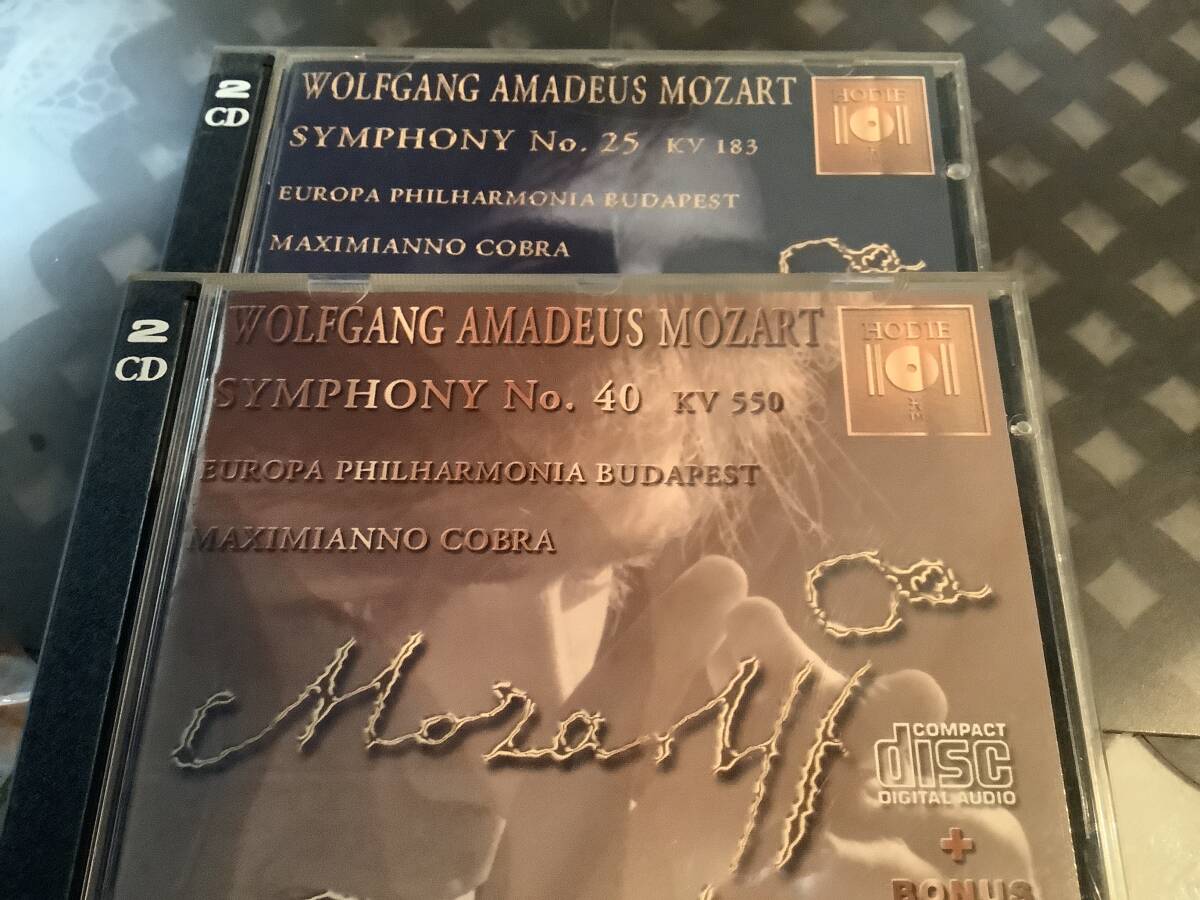 2
CD
WOLFGANG AMADEUS MOZART
SYMPHONY No. 25 KV 183
EUROPA PHILHARMONIA BUDAPEST
MAXIMIANNO COBRA
HODIE
2
CD
WOLFGANG AMADEUS MOZART
SYMPHONY No. 40 KV 550
EUROPA PHILHARMONIA BUDAPEST
MAXIMIANNO COBRA
HODIE
Mozart
COMPACT
disc
DIGITAL AUDIO
+
BONUS